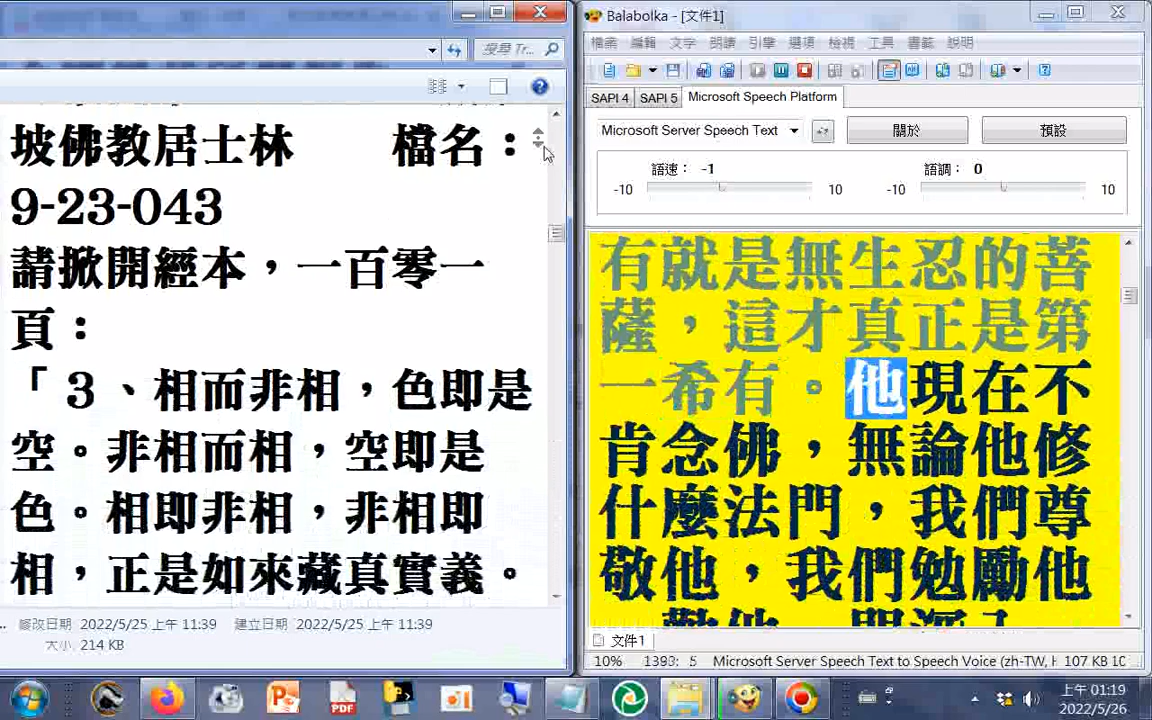 搜尋 Tr...
坡佛教居士林　　檔名：
9-23-043
請掀開經本，一百零一
頁：
「３、相而非相，色即是
空。非相而相，空即是
色。相即非相，非相即
相，正是如來藏真實義。
修改日期: 2022/5/25 上午 11:39 建立日期: 2022/5/25 上午 11:39
大小: 214 KB
Balabolka - [文件1]
檔案 編輯 文字 朗讀 引擎 選項 檢視 工具 書籤 說明
SAPI 4 SAPI 5 Microsoft Speech Platform
Microsoft Server Speech Text 關於 預設
語速： -1 語調： 0
-10 10 -10 10
有就是無生忍的菩
薩，這才真正是第
一希有。他現在不
肯念佛，無論他修
什麼法門，我們尊
敬他，我們勉勵他
文件1
10% 1393: 5 Microsoft Server Speech Text to Speech Voice (zh-TW, H 107 KB
上午 01:19
2022/5/26